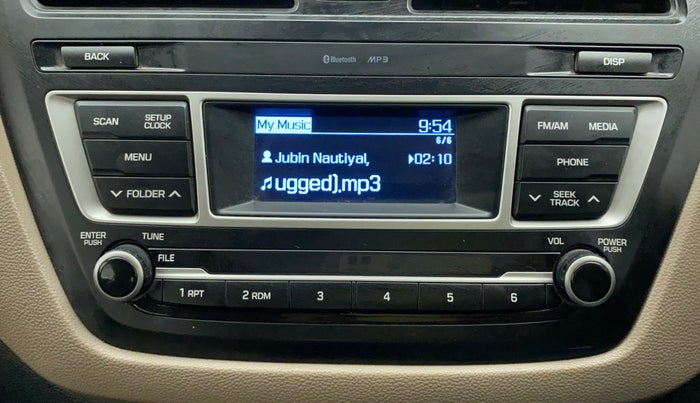 BACK
Bluetooth MP3
DISP
SCAN
SETUP CLOCK
MENU
FOLDER
My Music 9:54
6/6
Jubin Nautiyal, 02:10
ugged).mp3
FM/AM MEDIA
PHONE
SEEK TRACK
ENTER PUSH
TUNE
FILE
VOL
POWER PUSH
1 RPT 2 RDM 3 4 5 6